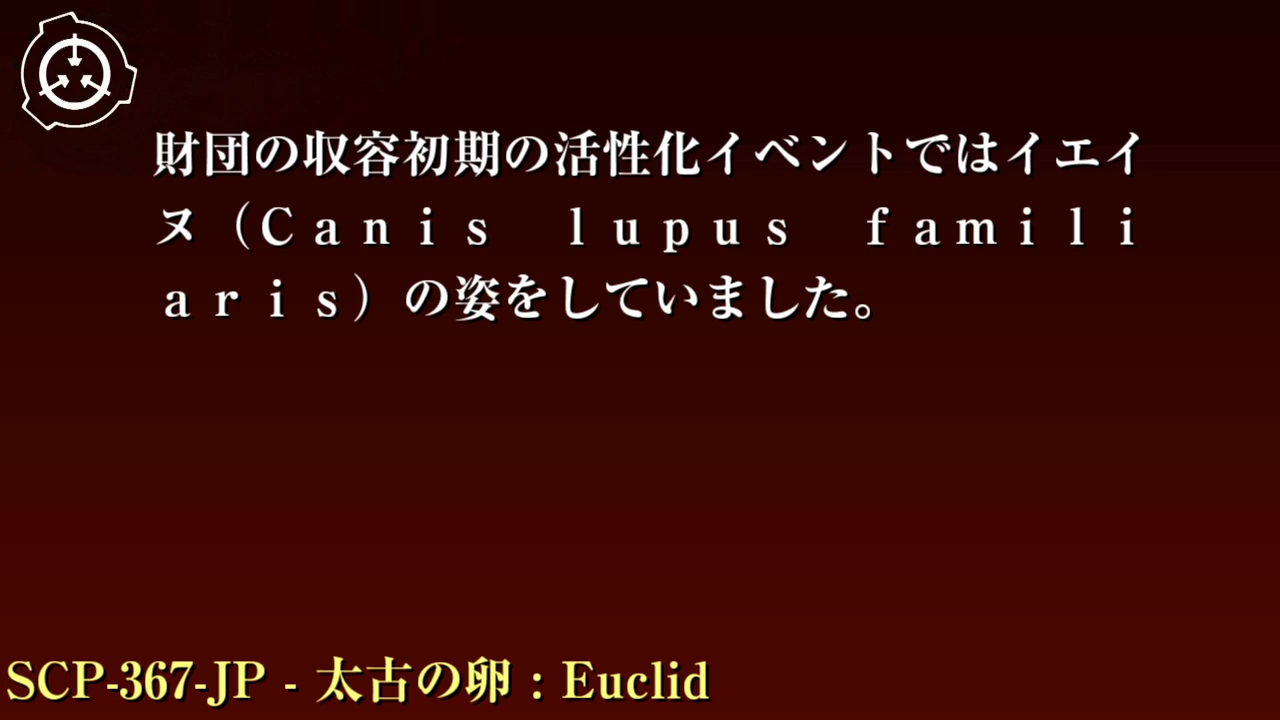 財団の収容初期の活性化イベントではイエイ
ヌ（Ｃａｎｉｓ　ｌｕｐｕｓ　ｆａｍｉｌｉ
ａｒｉｓ）の姿をしていました。
SCP-367-JP - 太古の卵 : Euclid